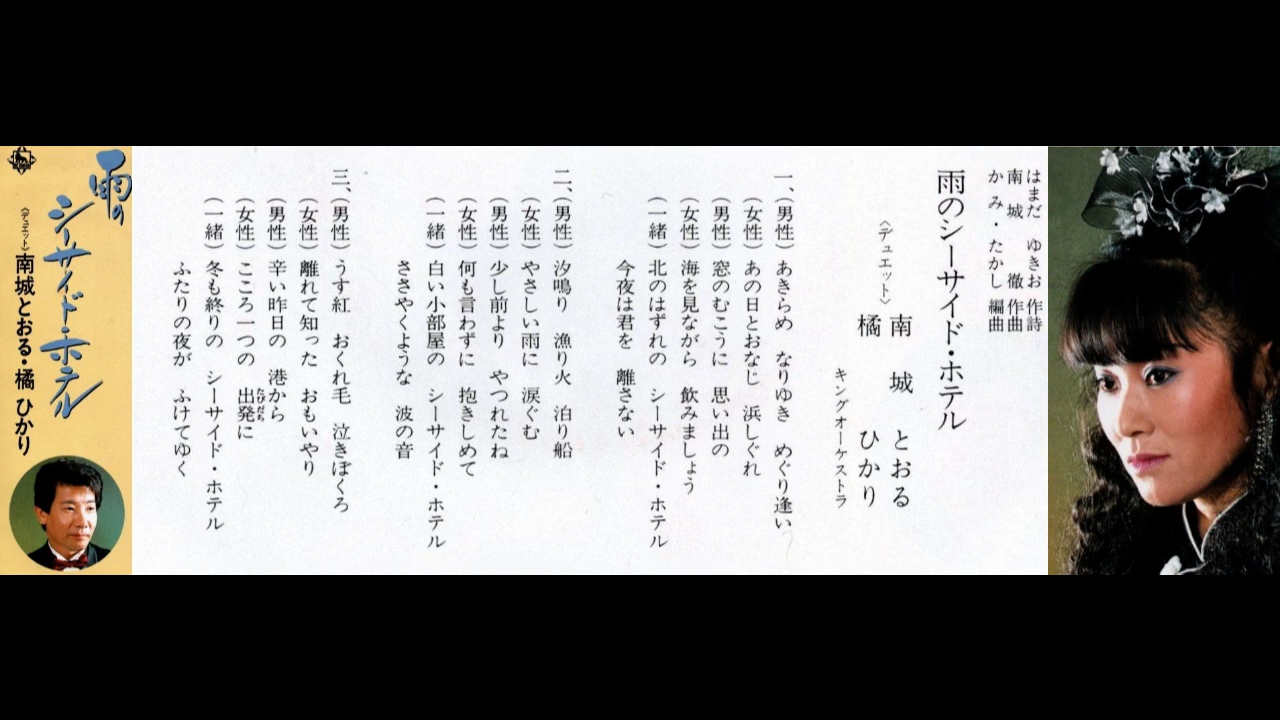 はまだ ゆきお 作詩
南城 徹 作曲
かみ・たかし 編曲
雨のシーサイド・ホテル
〈デュエット〉
南城 とおる
橘 ひかり
キングオーケストラ
一、(男性) あきらめ なりゆき めぐり逢い
(女性) あの日とおなじ 浜しぐれ
(男性) 窓のむこうに 思い出の
(女性) 海を見ながら 飲みましょう
(一緒) 北のはずれの シーサイド・ホテル
今夜は君を 離さない
二、(男性) 汐鳴り 漁り火 泊り船
(女性) やさしい雨に 涙ぐむ
(男性) 少し前より やつれたね
(女性) 何も言わずに 抱きしめて
(一緒) 白い小部屋の シーサイド・ホテル
ささやくような 波の音
三、(男性) うす紅 おくれ毛 泣きぼくろ
(女性) 離れて知った おもいやり
(男性) 辛い昨日の 港から
(女性) こころ一つの 出発に
たびだち
(一緒) 冬も終りの シーサイド・ホテル
ふたりの夜が ふけてゆく
雨の
シーサイド・ホテル
〈デュエット〉南城とおる・橘 ひかり